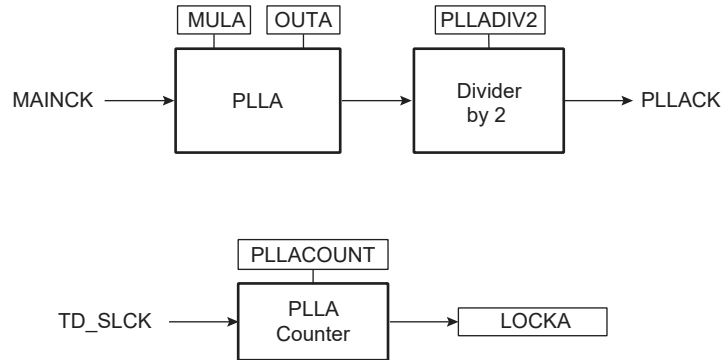 MULA OUTA PLLADIV2
MAINCK PLLA Divider by 2 PLLACK
PLLACOUNT
TD_SLCK PLLA Counter LOCKA